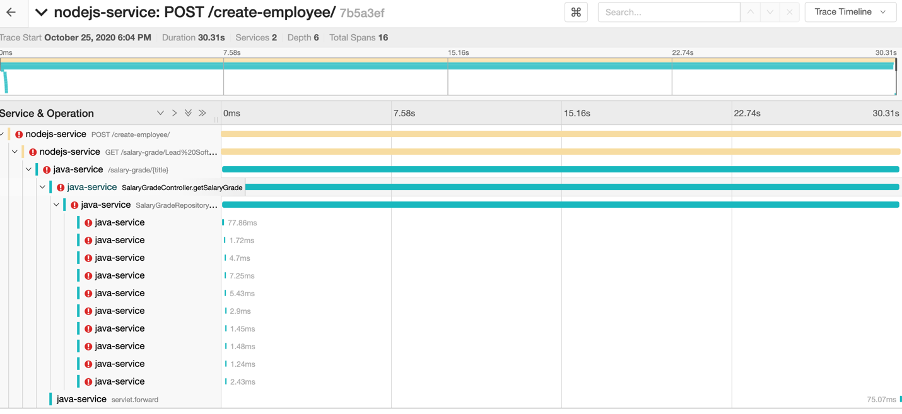 nodejs-service: POST /create-employee/ 7b5a3ef
⌘ Search... Trace Timeline
Trace Start October 25, 2020 6:04 PM Duration 30.31s Services 2 Depth 6 Total Spans 16
0ms 7.58s 15.16s 22.74s 30.31s
Service & Operation 0ms 7.58s 15.16s 22.74s 30.31s
nodejs-service POST /create-employee/
nodejs-service GET /salary-grade/Lead%20Soft...
java-service /salary-grade/{title}
java-service SalaryGradeController.getSalaryGrade
java-service SalaryGradeRepository...
java-service 77.86ms
java-service 1.72ms
java-service 4.7ms
java-service 7.25ms
java-service 5.43ms
java-service 2.9ms
java-service 1.45ms
java-service 1.48ms
java-service 1.24ms
java-service 2.43ms
java-service servlet.forward 75.07ms